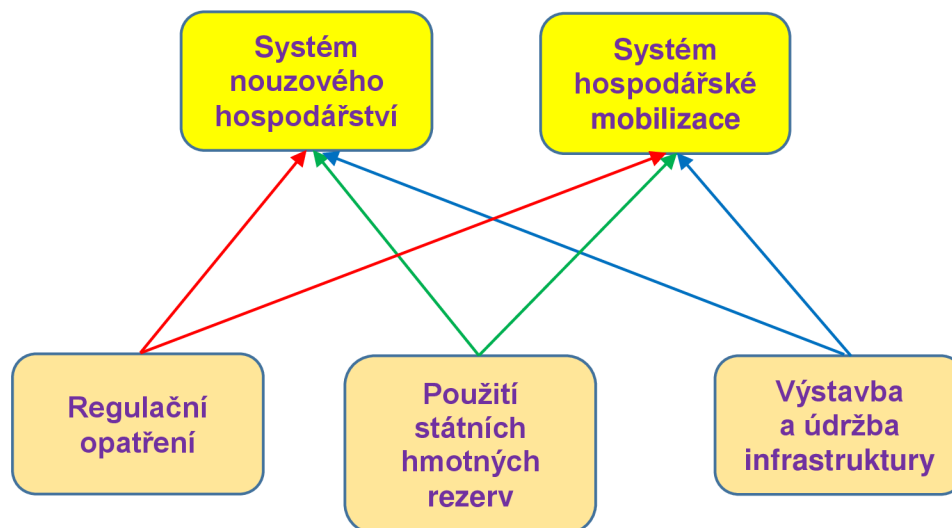 Systém
nouzového
hospodářství
Systém
hospodářské
mobilizace
Regulační
opatření
Použití
státních
hmotných
rezerv
Výstavba
a údržba
infrastruktury